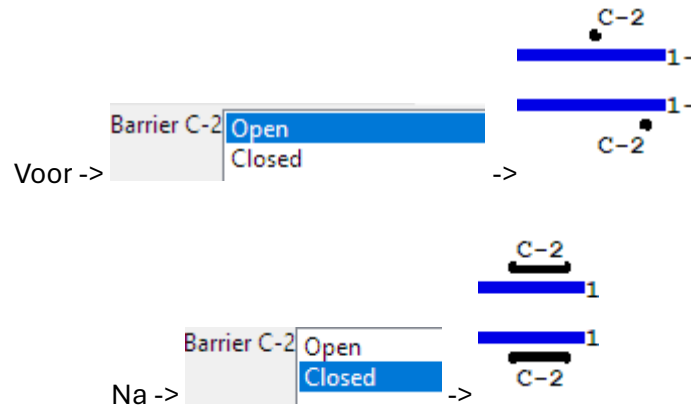 C-2
1-
Barrier C-2 Open
1-
Closed
C-2
Voor -> ->
C-2
1
Barrier C-2 Open
1
Closed
C-2
Na -> ->